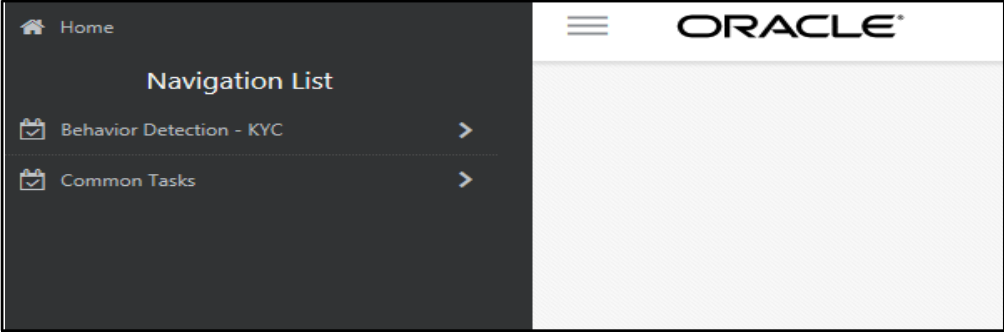 Home
ORACLE®
Navigation List
Behavior Detection - KYC
Common Tasks